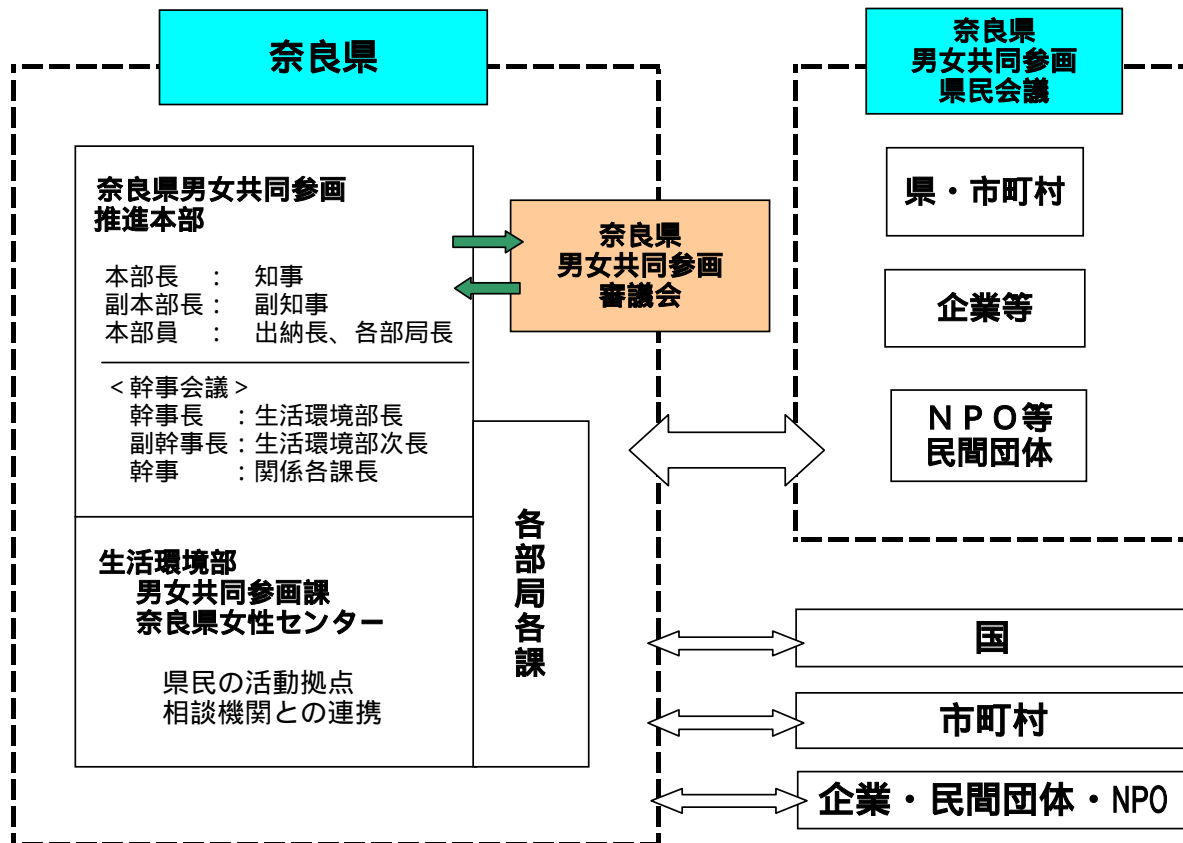 奈良県
奈良県男女共同参画
推進本部
本部長　：　知事
副本部長：　副知事
本部員　：　出納長、各部局長
＜幹事会議＞
幹事長　：生活環境部長
副幹事長：生活環境部次長
幹事　　：関係各課長
生活環境部
男女共同参画課
奈良県女性センター
県民の活動拠点
相談機関との連携
各部局各課
奈良県
男女共同参画
審議会
奈良県
男女共同参画
県民会議
県・市町村
企業等
ＮＰＯ等
民間団体
国
市町村
企業・民間団体・NPO